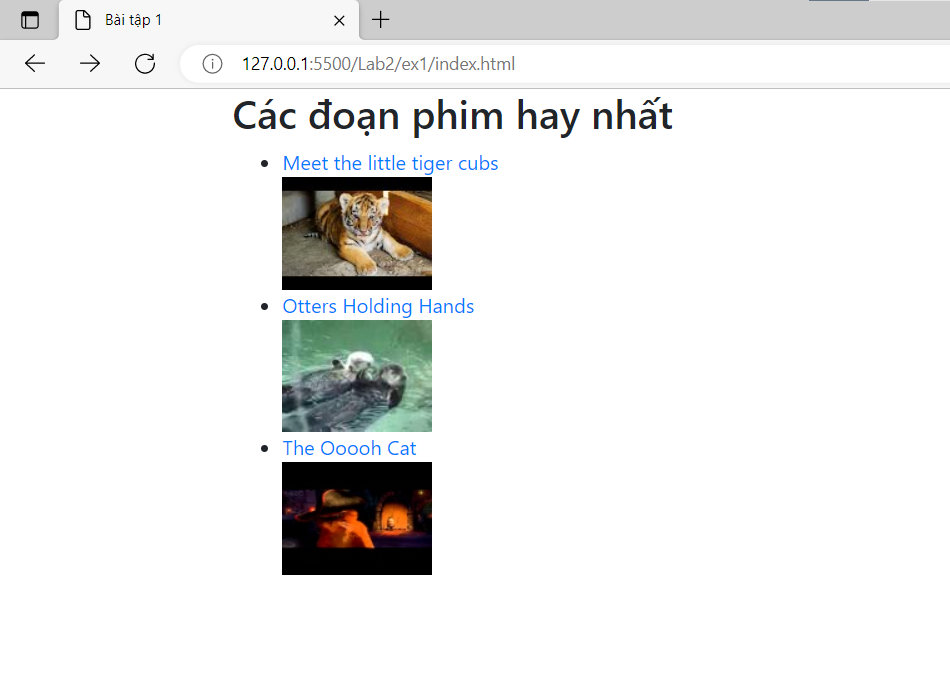 Bài tập 1
127.0.0.1:5500/Lab2/ex1/index.html
Các đoạn phim hay nhất
Meet the little tiger cubs
Otters Holding Hands
The Ooooh Cat